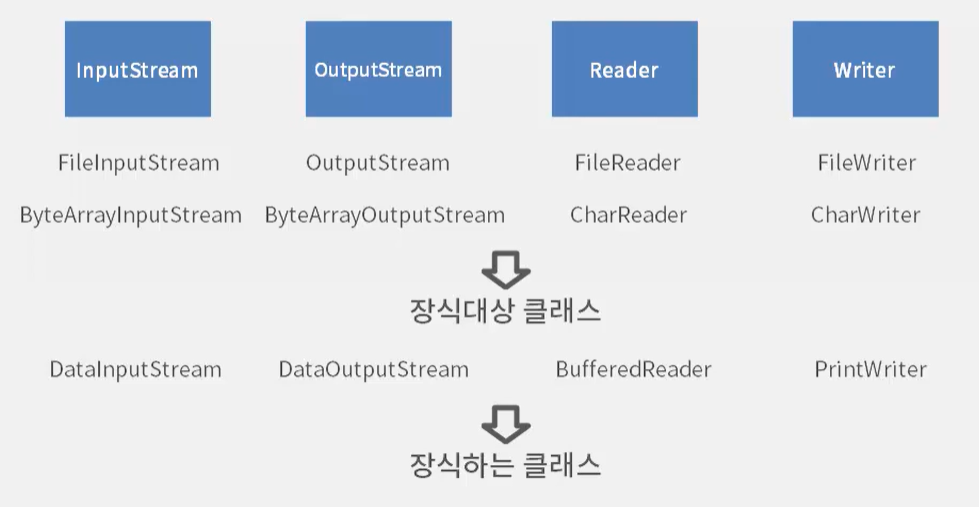 InputStream OutputStream Reader Writer
FileInputStream OutputStream FileReader FileWriter
ByteArrayInputStream ByteArrayOutputStream CharReader CharWriter
장식대상 클래스
DataInputStream DataOutputStream BufferedReader PrintWriter
장식하는 클래스